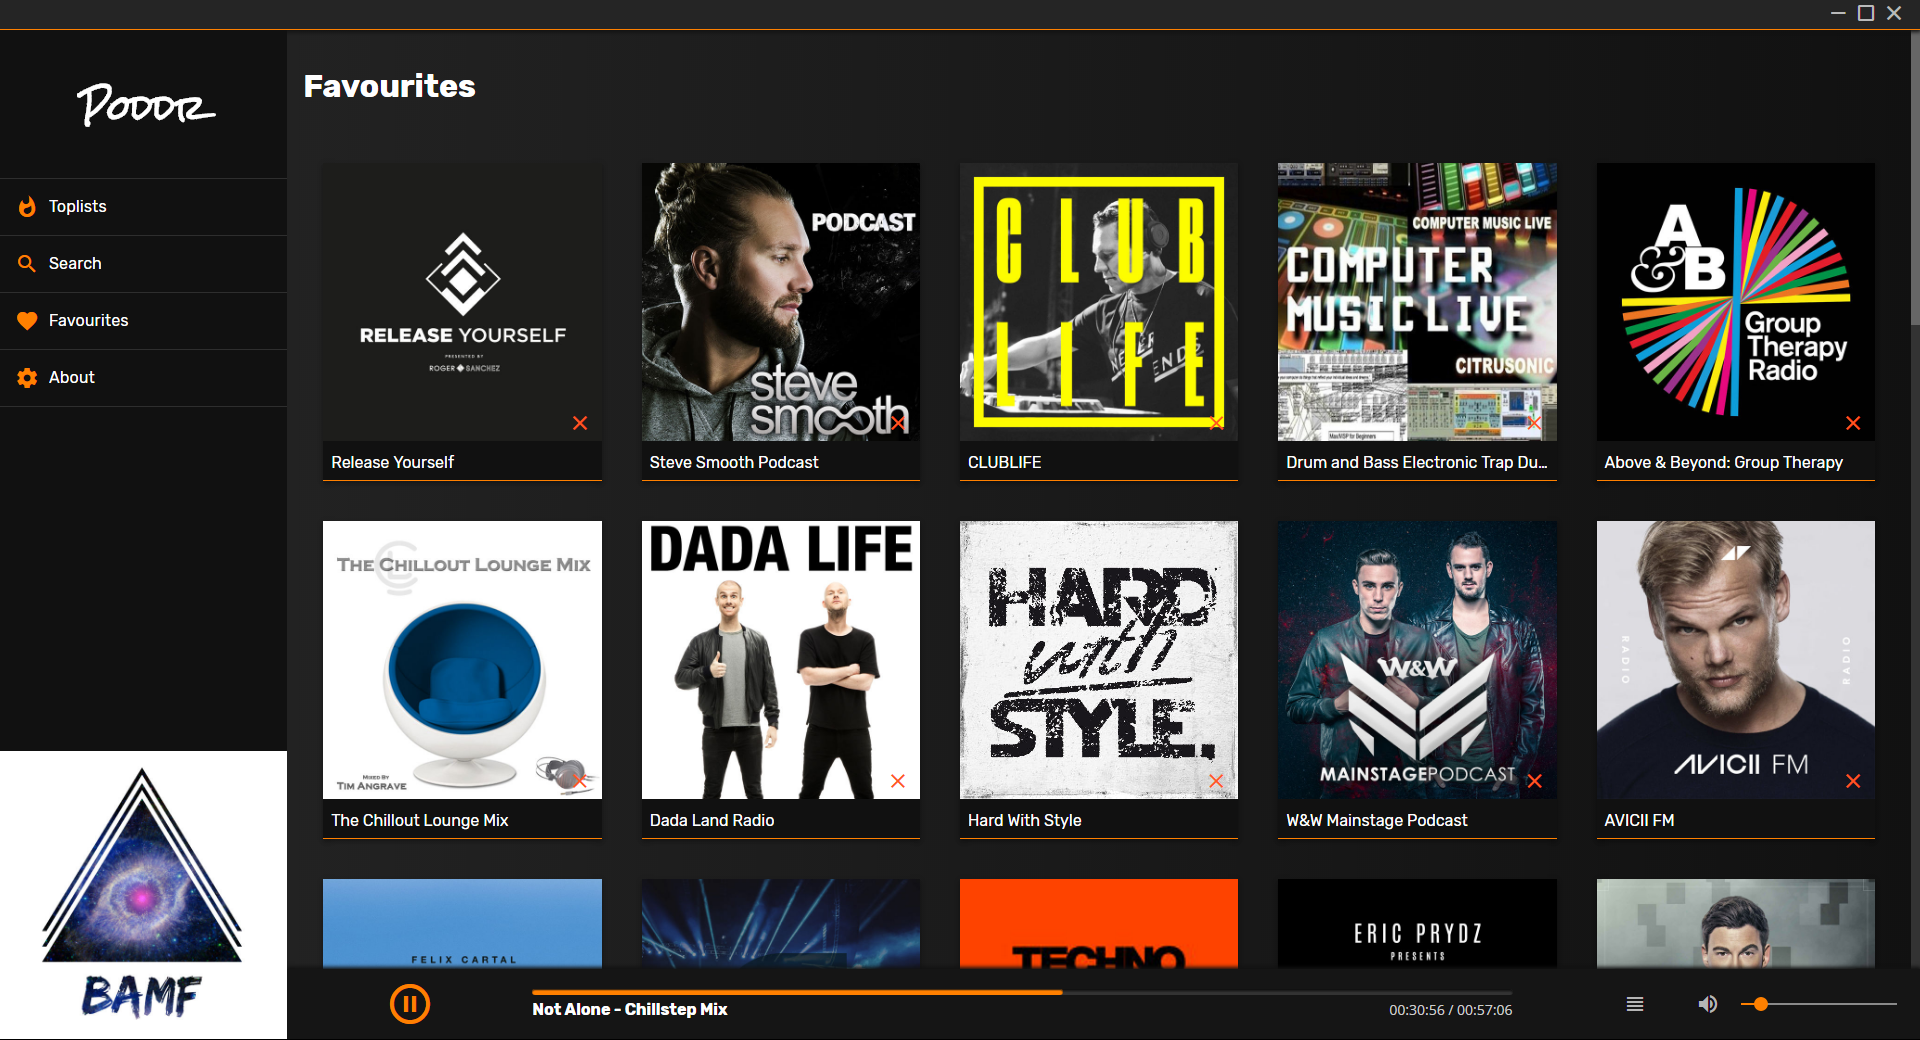 Poddr
Toplists
Search
Favourites
About
BAMF
Favourites
RELEASE YOURSELF
PRESENTED BY
ROGER SANCHEZ
Release Yourself
PODCAST
steve
smooth
Steve Smooth Podcast
CLUB
LIFE
CLUBLIFE
COMPUTER MUSIC LIVE
COMPUTER
MUSIC LIVE
CITRUSONIC
Max/MSP for Beginners
Drum and Bass Electronic Trap Du...
A&B
Group
Therapy
Radio
Above & Beyond: Group Therapy
THE CHILLOUT LOUNGE MIX
MIXED BY
TIM ANGRAVE
The Chillout Lounge Mix
DADA LIFE
Dada Land Radio
HARD
with
STYLE.
Hard With Style
W&W
MAINSTAGEPODCAST
W&W Mainstage Podcast
RADIO
RADIO
AVICII FM
AVICII FM
FELIX CARTAL
TECHNO
ERIC PRYDZ
PRESENTS
Not Alone - Chillstep Mix
00:30:56 / 00:57:06